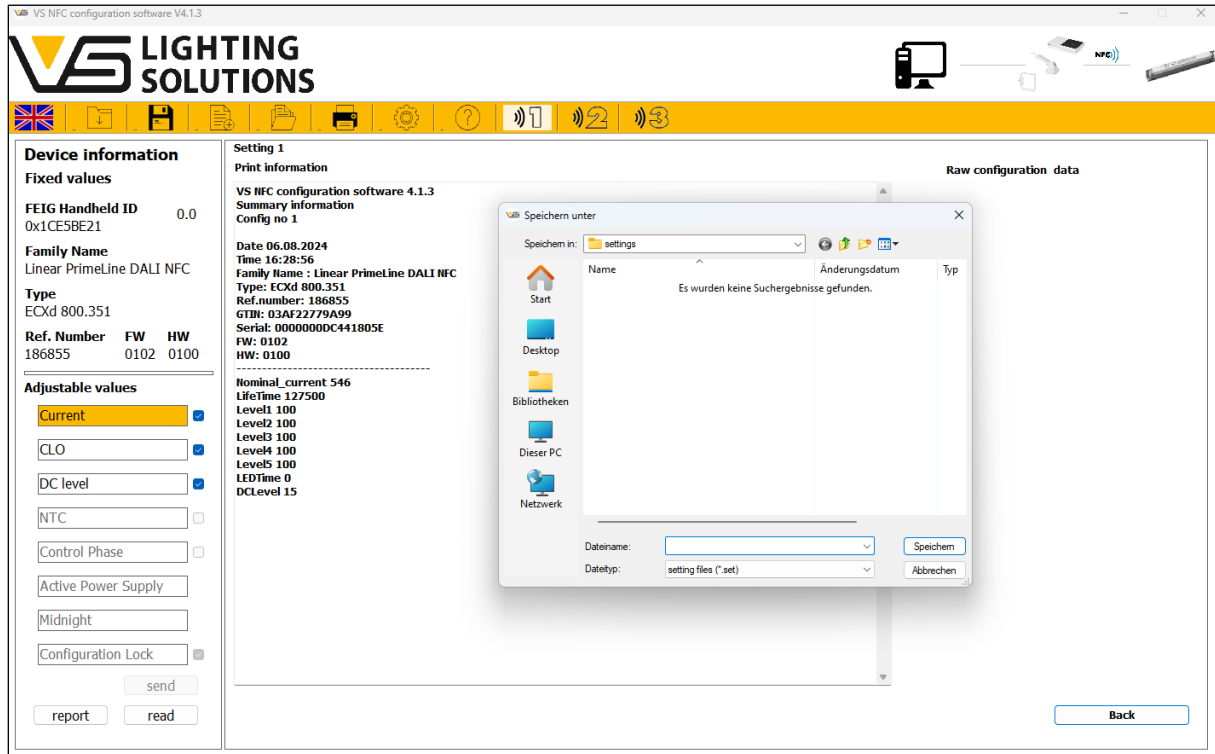 VS NFC configuration software V4.1.3
VS LIGHTING
SOLUTIONS
NFC
1
2
3
Device information
Fixed values
FEIG Handheld ID 0.0
0x1CE5BE21
Family Name
Linear PrimeLine DALI NFC
Type
ECXd 800.351
Ref. Number FW HW
186855 0102 0100
Adjustable values
Current
CLO
DC level
NTC
Control Phase
Active Power Supply
Midnight
Configuration Lock
send
report read
Setting 1
Print information
VS NFC configuration software 4.1.3
Summary information
Config no 1
Date 06.08.2024
Time 16:28:56
Family Name : Linear PrimeLine DALI NFC
Type: ECXd 800.351
Ref.number: 186855
GTIN: 03AF22779A99
Serial: 0000000DC441805E
FW: 0102
HW: 0100
-------------------------------------
Nominal_current 546
LifeTime 127500
Level1 100
Level2 100
Level3 100
Level4 100
Level5 100
LEDTime 0
DCLevel 15
Raw configuration data
Back
Speichern unter
Speichern in: settings
Start
Desktop
Bibliotheken
Dieser PC
Netzwerk
Name Änderungsdatum Typ
Es wurden keine Suchergebnisse gefunden.
Dateiname: Speichern
Dateityp: setting files (*.set) Abbrechen